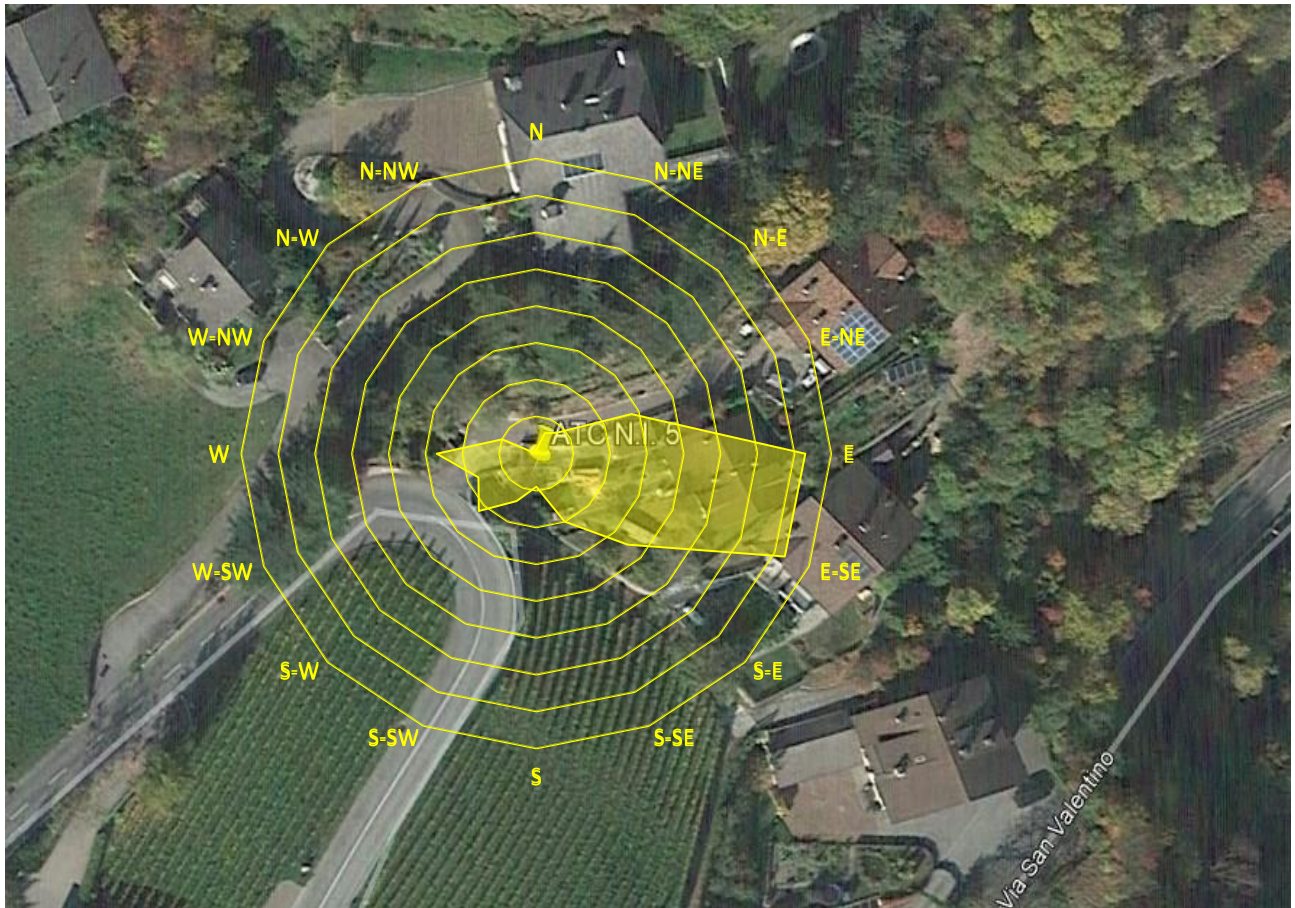 N
N=NW
N=NE
N=W
N=E
W=NW
E=NE
W
ATC N.I. 5
E
W=SW
E=SE
S=W
S=E
S=SW
S=SE
S
Via San Valentino